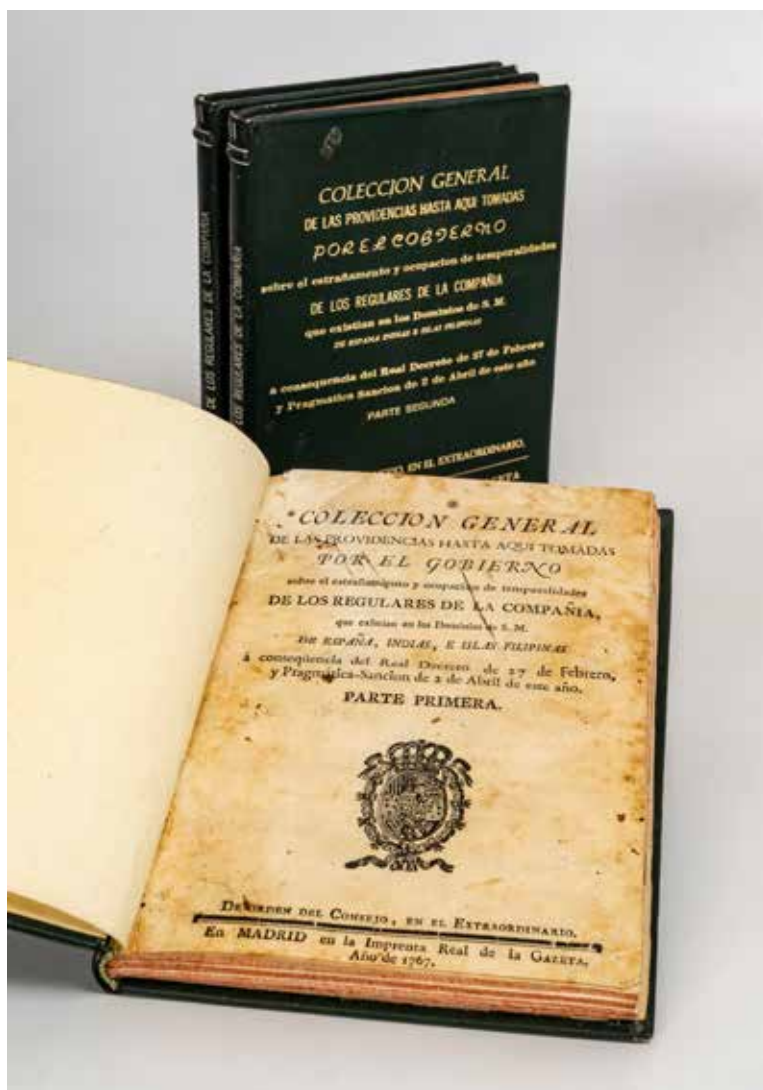 DE LOS REGULARES DE LA COMPAÑIA
LOS REGULARES DE LA COMPAÑIA
COLECCION GENERAL
DE LAS PROVIDENCIAS HASTA AQUI TOMADAS
POR EL GOBIERNO
sobre el estrañamento y ocupacion de temporalidades
DE LOS REGULARES DE LA COMPAÑIA
que existian en los Dominios de S. M.
DE ESPAÑA INDIAS E ISLAS FILIPINAS
a consequencia del Real Decreto de 27 de Febrero
y Pragmatica Sancion de 2 de Abril de este año
PARTE SEGUNDA
EN EL EXTRAORDINARIO,
COLECCION GENERAL
DE LAS PROVIDENCIAS HASTA AQUI TOMADAS
POR EL GOBIERNO
sobre el estrañamiento y ocupacion de temporalidades
DE LOS REGULARES DE LA COMPAÑIA,
que existian en los Dominios de S. M.
DE ESPAÑA, INDIAS, E ISLAS FILIPINAS
à conseqüencia del Real Decreto de 27 de Febrero,
y Pragmática-Sancion de 2 de Abril de este año.
PARTE PRIMERA.
DE ORDEN DEL CONSEJO, EN EL EXTRAORDINARIO.
En MADRID en la Imprenta Real de la GAZETA.
Año de 1767.